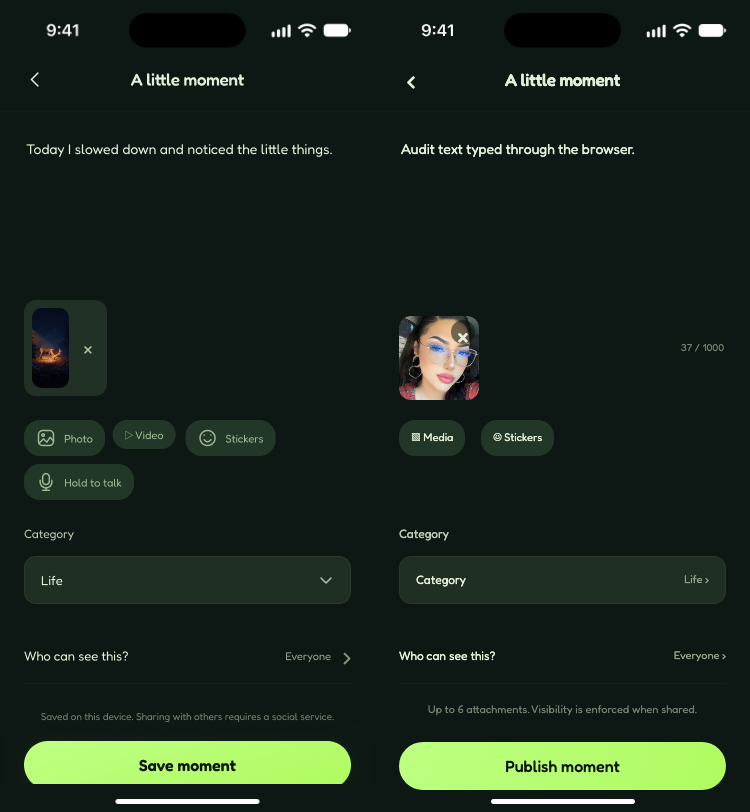 9:41
A little moment
Today I slowed down and noticed the little things.
Photo
Video
Stickers
Hold to talk
Category
Life
Who can see this?
Everyone
Saved on this device. Sharing with others requires a social service.
Save moment
9:41
A little moment
Audit text typed through the browser.
37 / 1000
Media
Stickers
Category
Category
Life ›
Who can see this?
Everyone ›
Up to 6 attachments. Visibility is enforced when shared.
Publish moment